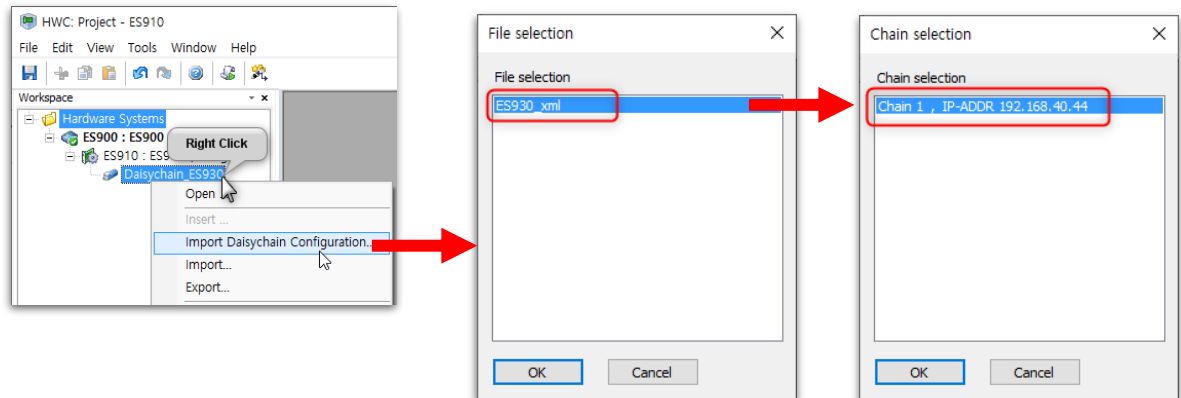 HWC: Project - ES910
File Edit View Tools Window Help
Workspace
Hardware Systems
ES900 : ES900
ES910 : ES9
Daisychain_ES930
Right Click
Open
Insert ...
Import Daisychain Configuration...
Import...
Export...
File selection
File selection
ES930_xml
OK Cancel
Chain selection
Chain selection
Chain 1 , IP-ADDR 192.168.40.44
OK Cancel